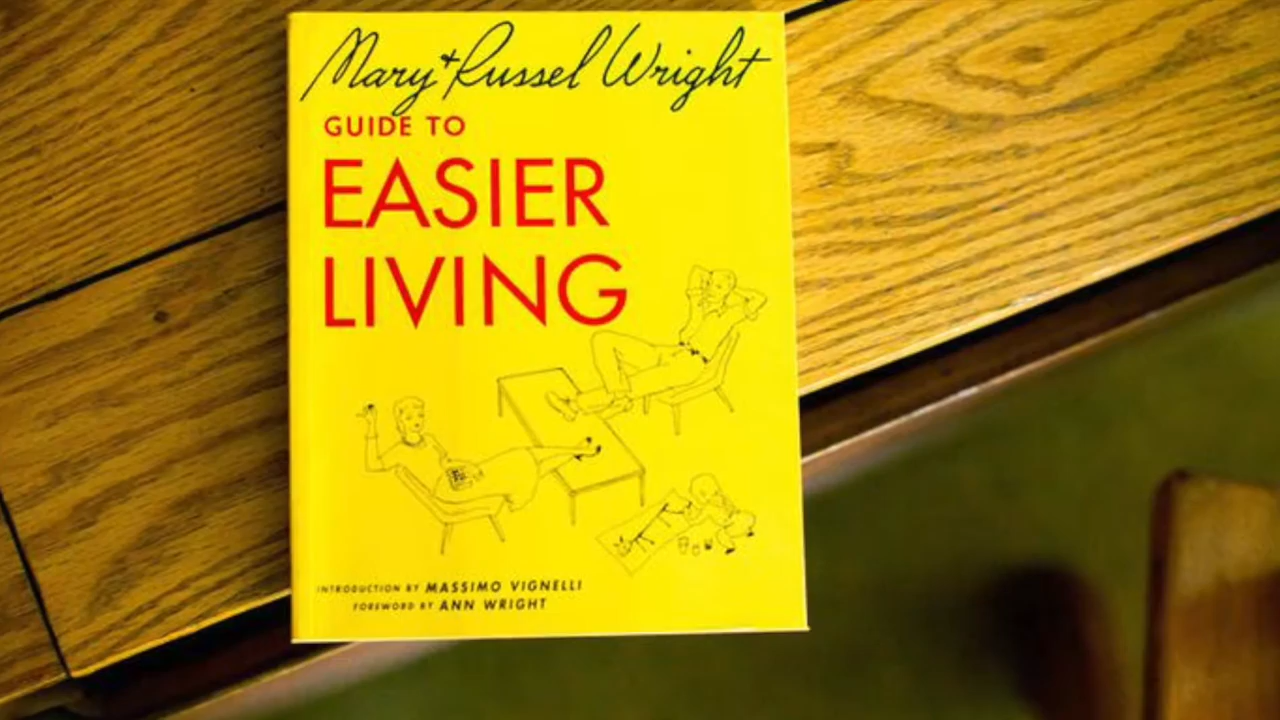 Mary + Russel Wright
GUIDE TO
EASIER
LIVING
INTRODUCTION BY MASSIMO VIGNELLI
FOREWORD BY ANN WRIGHT